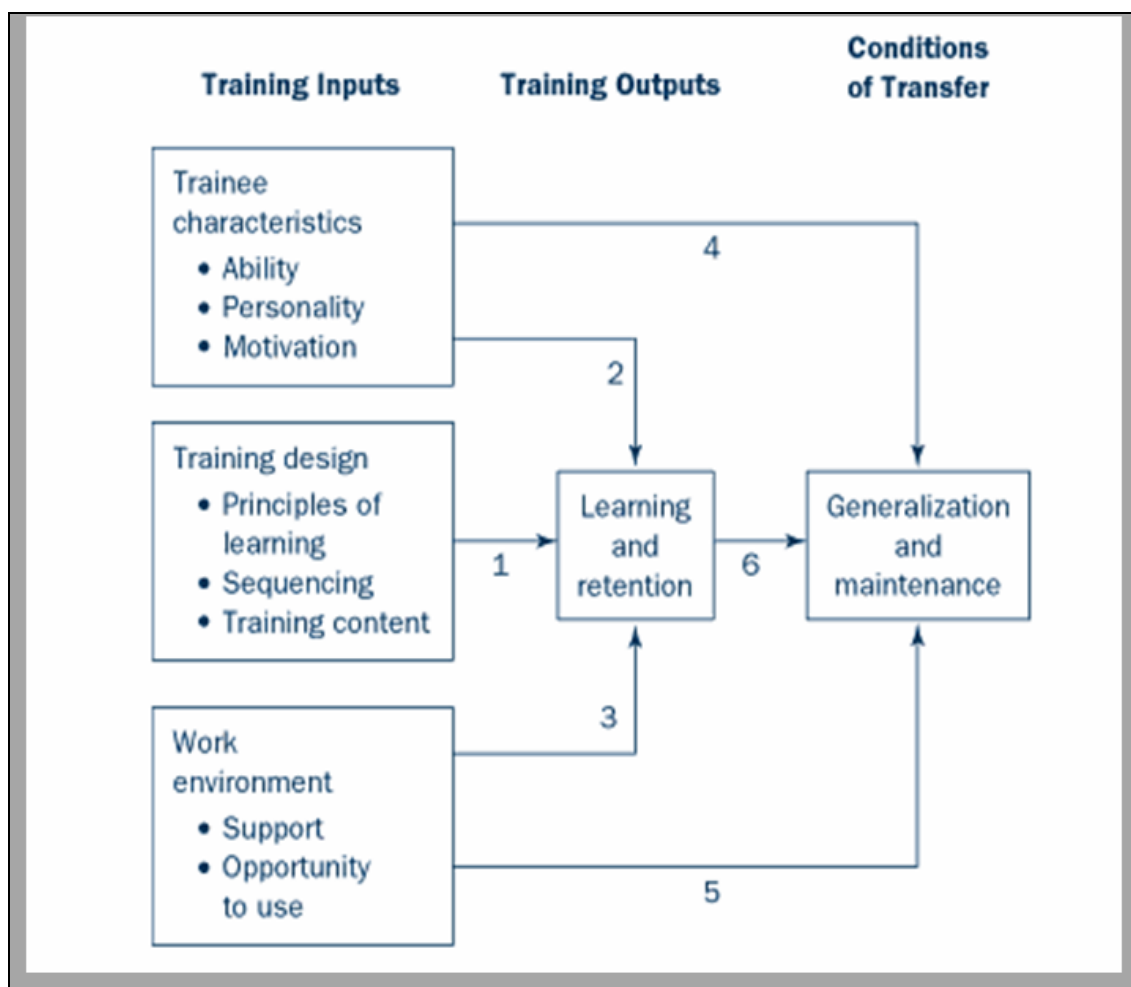 Training Inputs
Training Outputs
Conditions
of Transfer
Trainee
characteristics
• Ability
• Personality
• Motivation
4
2
Training design
• Principles of
learning
• Sequencing
• Training content
1
Learning
and
retention
6
Generalization
and
maintenance
3
Work
environment
• Support
• Opportunity
to use
5